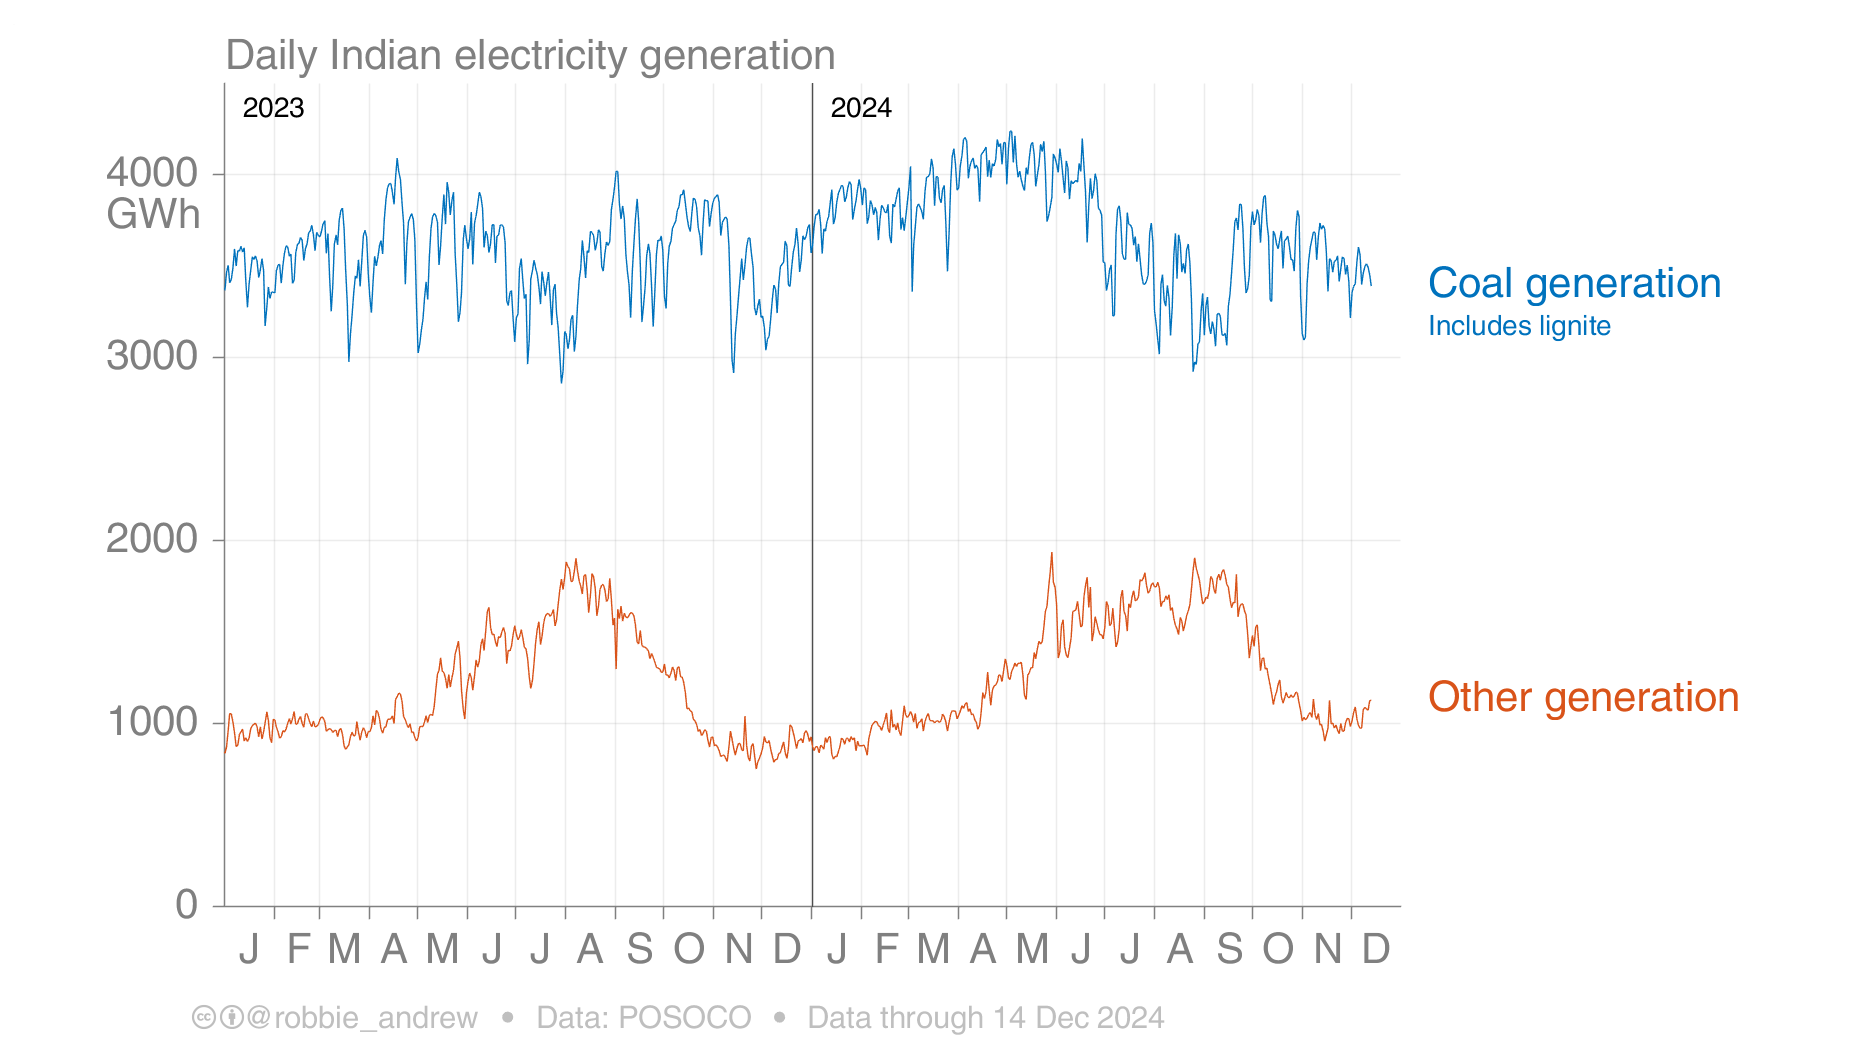 Daily Indian electricity generation
2023
2024
4000
GWh
3000
2000
1000
0
Coal generation
Includes lignite
Other generation
J F M A M J J A S O N D J F M A M J J A S O N D
@robbie_andrew • Data: POSOCO • Data through 14 Dec 2024